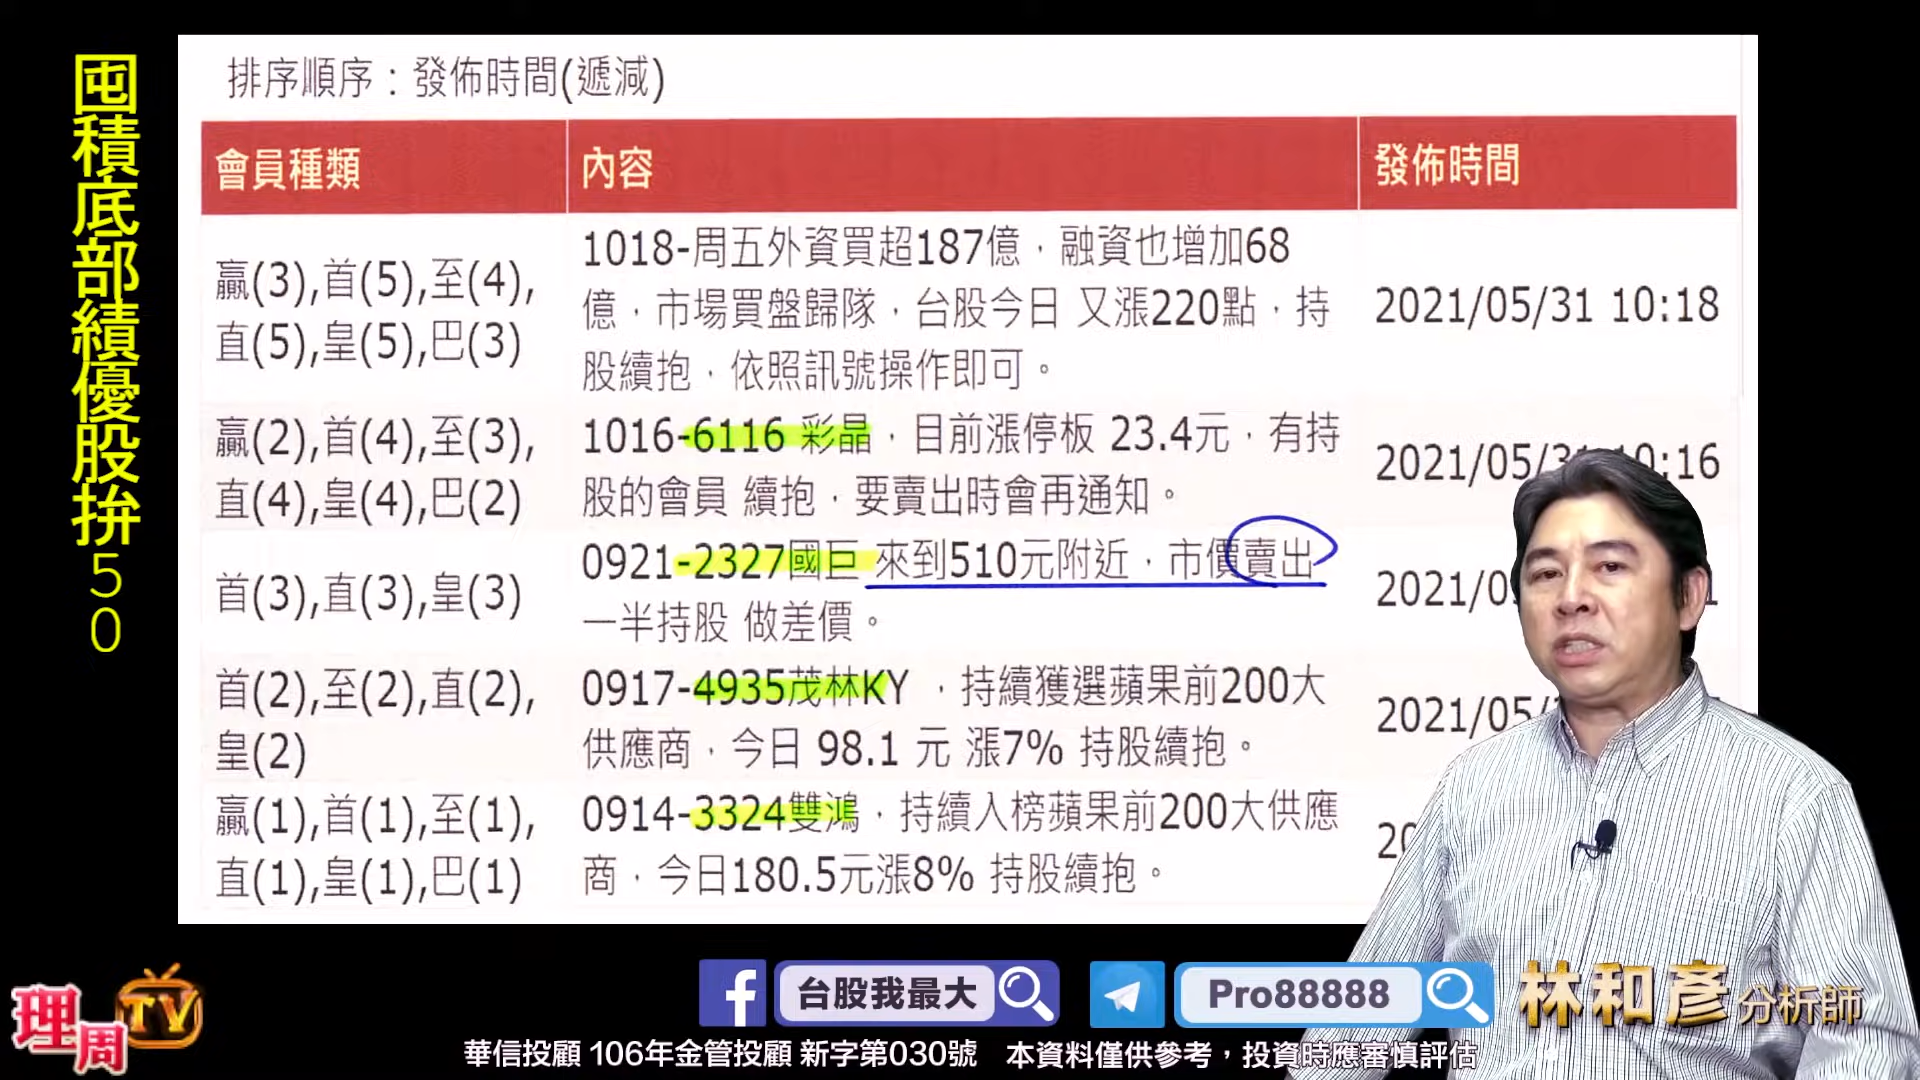 囤積底部績優股拚50
排序順序：發佈時間(遞減)
會員種類
內容
發佈時間
贏(3),首(5),至(4),
直(5),皇(5),巴(3)
1018-周五外資買超187億，融資也增加68
億，市場買盤歸隊，台股今日 又漲220點，持
股續抱，依照訊號操作即可。
2021/05/31 10:18
贏(2),首(4),至(3),
直(4),皇(4),巴(2)
1016-6116 彩晶，目前漲停板 23.4元，有持
股的會員 續抱，要賣出時會再通知。
2021/05/31 10:16
首(3),直(3),皇(3)
0921-2327國巨 來到510元附近，市價賣出
一半持股 做差價。
2021/0
首(2),至(2),直(2),
皇(2)
0917-4935茂林KY ，持續獲選蘋果前200大
供應商，今日 98.1 元 漲7% 持股續抱。
2021/05/
贏(1),首(1),至(1),
直(1),皇(1),巴(1)
0914-3324雙鴻，持續入榜蘋果前200大供應
商，今日180.5元漲8% 持股續抱。
20
理周TV
台股我最大
Pro88888
林和彥分析師
華信投顧 106年金管投顧 新字第030號 本資料僅供參考，投資時應審慎評估